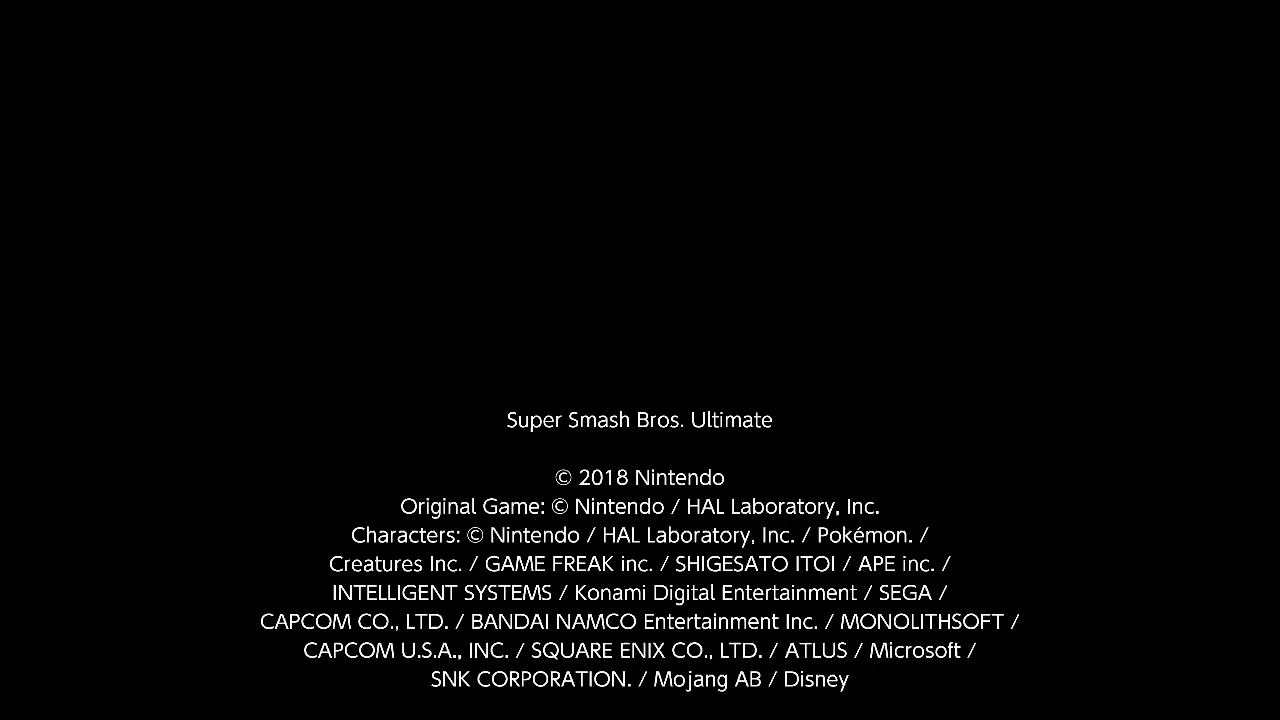 Super Smash Bros. Ultimate
© 2018 Nintendo
Original Game: © Nintendo / HAL Laboratory, Inc.
Characters: © Nintendo / HAL Laboratory, Inc. / Pokémon. /
Creatures Inc. / GAME FREAK inc. / SHIGESATO ITOI / APE inc. /
INTELLIGENT SYSTEMS / Konami Digital Entertainment / SEGA /
CAPCOM CO., LTD. / BANDAI NAMCO Entertainment Inc. / MONOLITHSOFT /
CAPCOM U.S.A., INC. / SQUARE ENIX CO., LTD. / ATLUS / Microsoft /
SNK CORPORATION. / Mojang AB / Disney